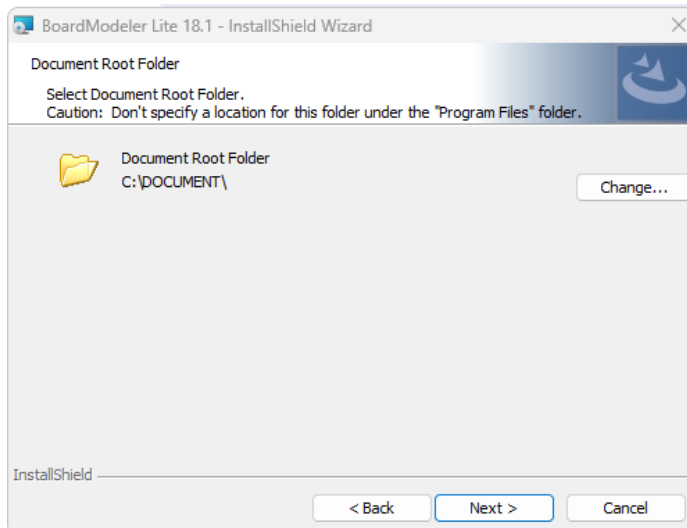 BoardModeler Lite 18.1 - InstallShield Wizard
Document Root Folder
Select Document Root Folder.
Caution:  Don't specify a location for this folder under the "Program Files" folder.
Document Root Folder
C:\DOCUMENT\
Change...
InstallShield
< Back
Next >
Cancel